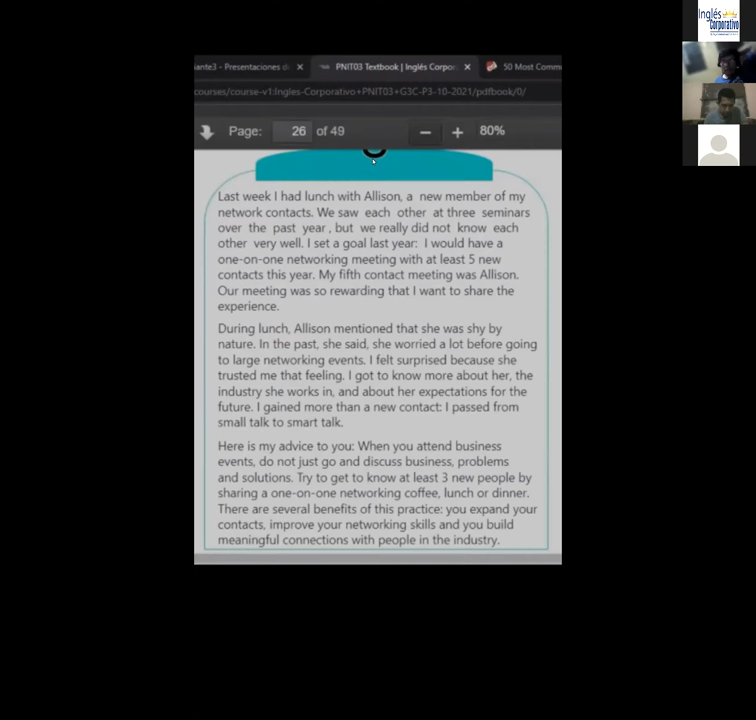 Inglés
Corporativo
ante3 - Presentaciones d
PNIT03 Textbook | Inglés Corpo
50 Most Comm
courses/course-v1:Ingles-Corporativo+PNIT03+G3C-P3-10-2021/pdfbook/0/
Page: 26 of 49
80%
Last week I had lunch with Allison, a new member of my
network contacts. We saw each other at three seminars
over the past year, but we really did not know each
other very well. I set a goal last year: I would have a
one-on-one networking meeting with at least 5 new
contacts this year. My fifth contact meeting was Allison.
Our meeting was so rewarding that I want to share the
experience.
During lunch, Allison mentioned that she was shy by
nature. In the past, she said, she worried a lot before going
to large networking events. I felt surprised because she
trusted me that feeling. I got to know more about her, the
industry she works in, and about her expectations for the
future. I gained more than a new contact: I passed from
small talk to smart talk.
Here is my advice to you: When you attend business
events, do not just go and discuss business, problems
and solutions. Try to get to know at least 3 new people by
sharing a one-on-one networking coffee, lunch or dinner.
There are several benefits of this practice: you expand your
contacts, improve your networking skills and you build
meaningful connections with people in the industry.